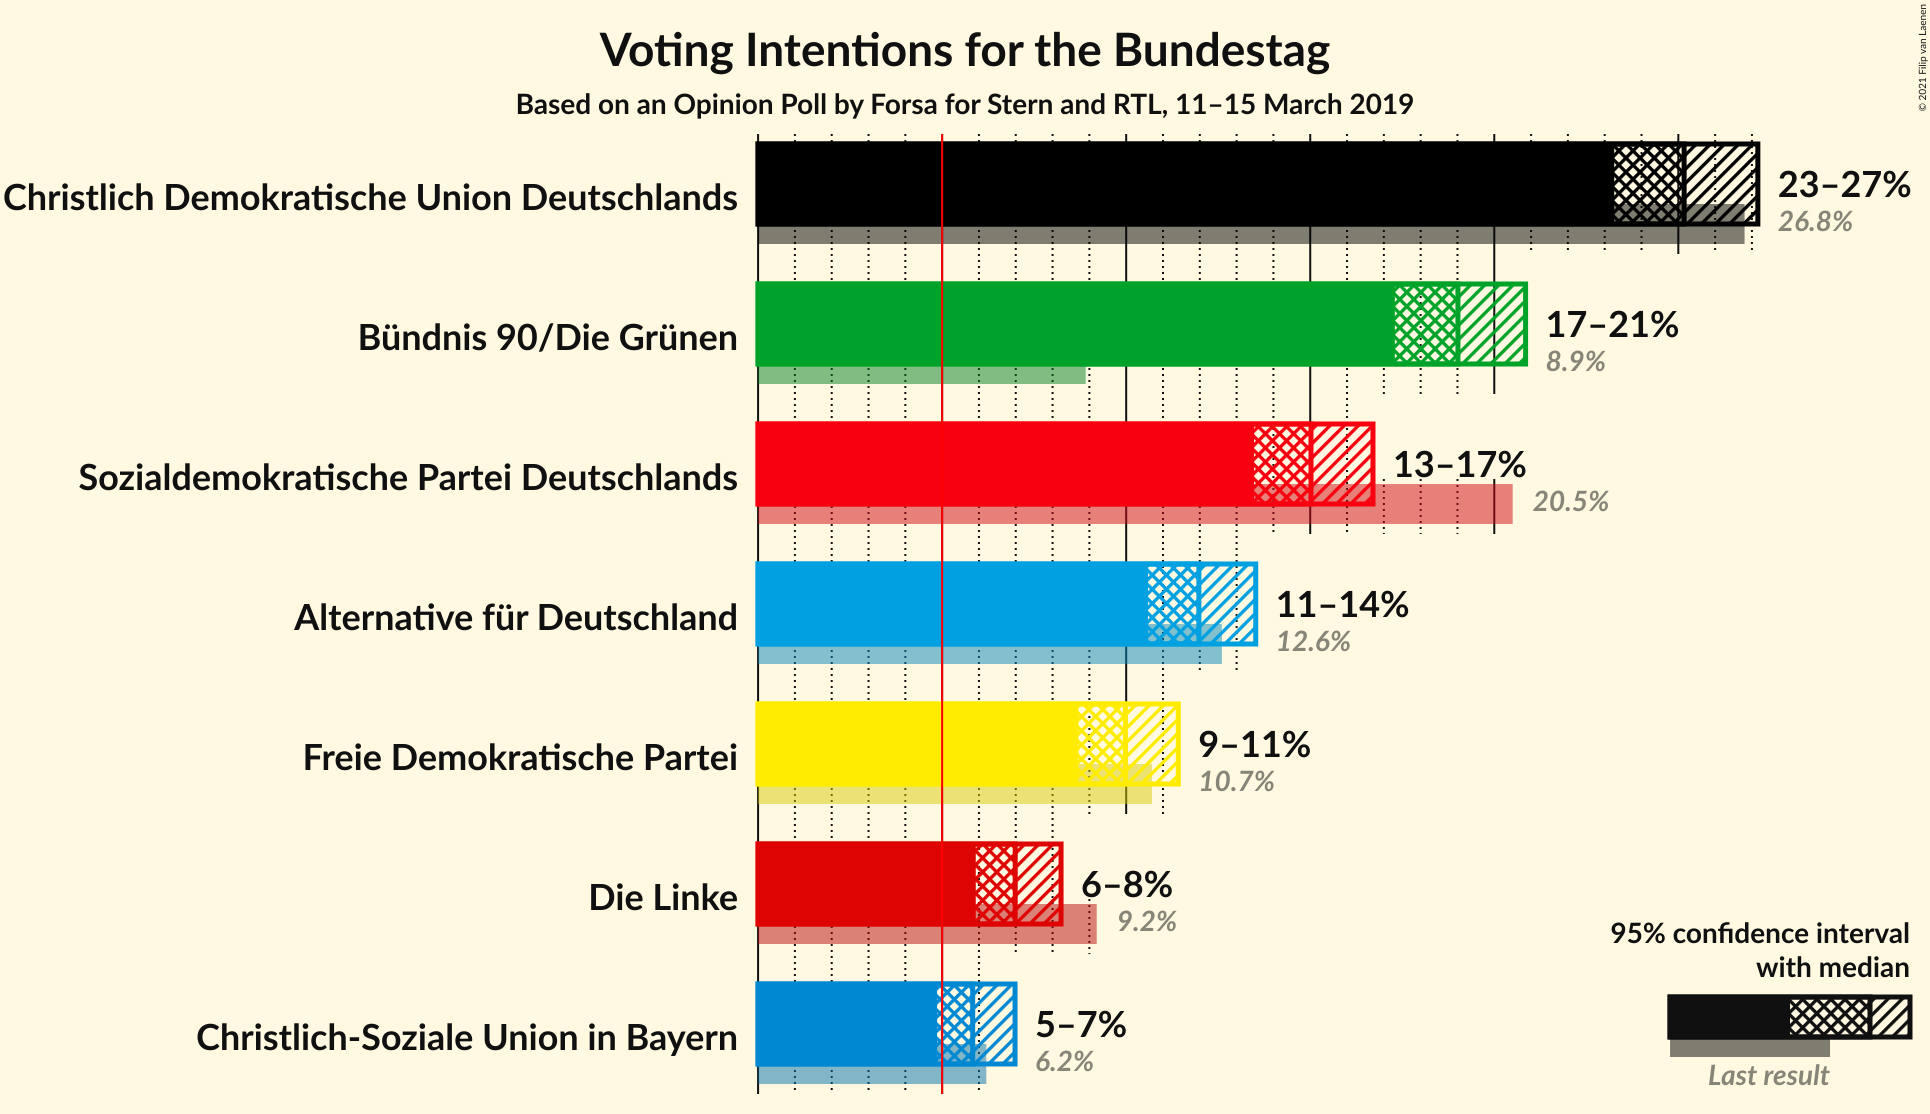 Voting Intentions for the Bundestag
Based on an Opinion Poll by Forsa for Stern and RTL, 11–15 March 2019
© 2021 Filip van Laenen
Christlich Demokratische Union Deutschlands
23–27%
26.8%
Bündnis 90/Die Grünen
17–21%
8.9%
Sozialdemokratische Partei Deutschlands
13–17%
20.5%
Alternative für Deutschland
11–14%
12.6%
Freie Demokratische Partei
9–11%
10.7%
Die Linke
6–8%
9.2%
Christlich-Soziale Union in Bayern
5–7%
6.2%
95% confidence interval
with median
Last result